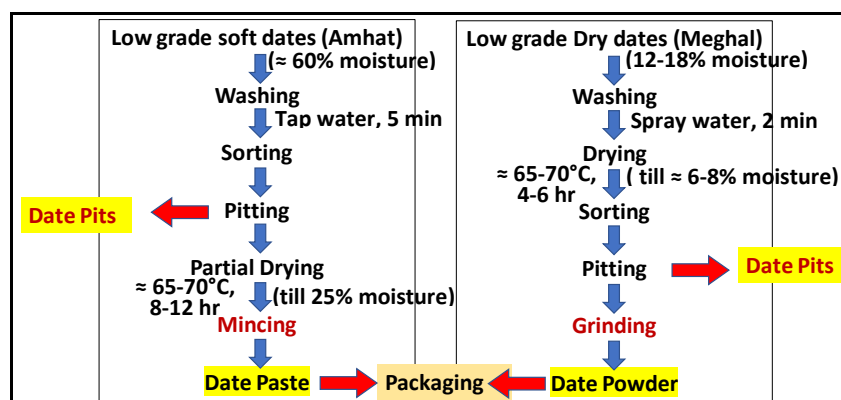 Low grade soft dates (Amhat)
(≈ 60% moisture)
Washing
Tap water, 5 min
Sorting
Pitting
Date Pits
Partial Drying
≈ 65-70°C,
8-12 hr
(till 25% moisture)
Mincing
Date Paste
Packaging
Low grade Dry dates (Meghal)
(12-18% moisture)
Washing
Spray water, 2 min
Drying
≈ 65-70°C,
4-6 hr
( till ≈ 6-8% moisture)
Sorting
Pitting
Date Pits
Grinding
Date Powder